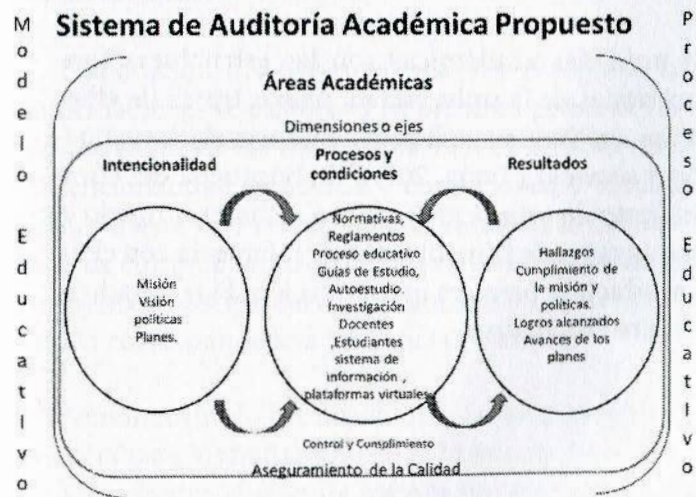 Sistema de Auditoría Académica Propuesto
Modelo Educativo
Proceso Educativo
Áreas Académicas
Dimensiones o ejes
Intencionalidad
Misión
Visión
políticas
Planes.
Procesos y
condiciones
Normativas,
Reglamentos
Proceso educativo
Guías de Estudio,
Autoestudio.
Investigación
Docentes
,Estudiantes
sistema de
información ,
plataformas virtuales
Resultados
Hallazgos
Cumplimiento de
la misión y
políticas.
Logros alcanzado
Avances de los
planes
Control y Cumplimiento
Aseguramiento de la Calidad